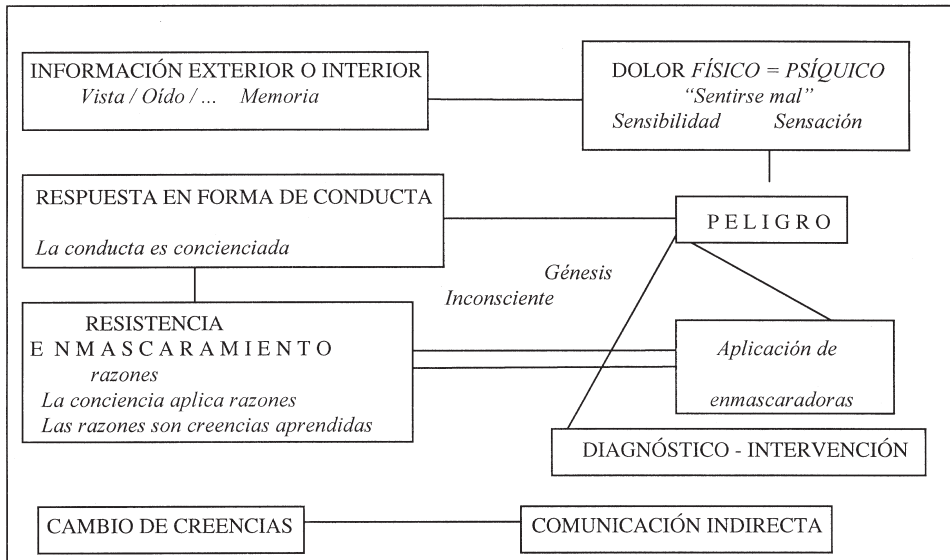 INFORMACIÓN EXTERIOR O INTERIOR
Vista / Oído / ... Memoria
DOLOR FÍSICO = PSÍQUICO
“Sentirse mal”
Sensibilidad Sensación
RESPUESTA EN FORMA DE CONDUCTA
La conducta es concienciada
P E L I G R O
Génesis
Inconsciente
RESISTENCIA
E NMASCARAMIENTO
razones
La conciencia aplica razones
Las razones son creencias aprendidas
Aplicación de
enmascaradoras
DIAGNÓSTICO - INTERVENCIÓN
CAMBIO DE CREENCIAS
COMUNICACIÓN INDIRECTA